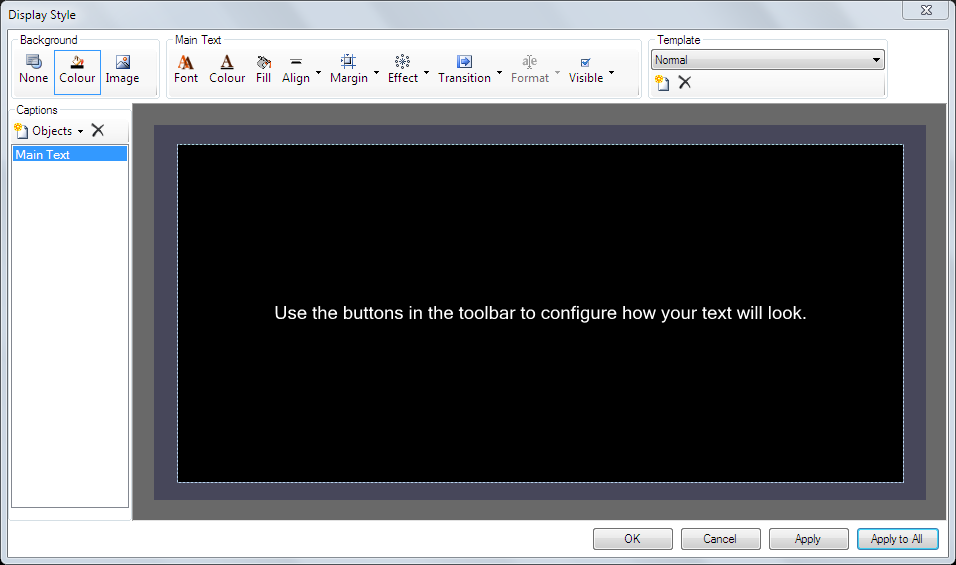 Display Style
Background
None Colour Image
Main Text
Font Colour Fill Align Margin Effect Transition Format Visible
Template
Normal
Captions
Objects
Main Text
Use the buttons in the toolbar to configure how your text will look.
OK Cancel Apply Apply to All